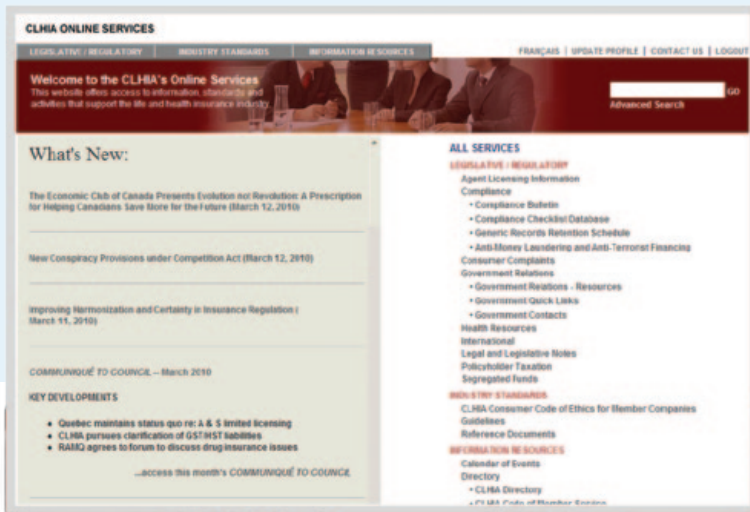 CLHIA ONLINE SERVICES
LEGISLATIVE / REGULATORY INDUSTRY STANDARDS INFORMATION RESOURCES
FRANÇAIS | UPDATE PROFILE | CONTACT US | LOGOUT
Welcome to the CLHIA's Online Services
This website offers access to information, standards and
activities that support the life and health insurance industry.
GO
Advanced Search
What's New:
The Economic Club of Canada Presents Evolution not Revolution: A Prescription
for Helping Canadians Save More for the Future (March 12, 2010)
New Conspiracy Provisions under Competition Act (March 12, 2010)
Improving Harmonization and Certainty in Insurance Regulation (
March 11, 2010)
COMMUNIQUÉ TO COUNCIL – March 2010
KEY DEVELOPMENTS
• Quebec maintains status quo re: A & S limited licensing
• CLHIA pursues clarification of GST/HST liabilities
• RAMQ agrees to forum to discuss drug insurance issues
...access this month's COMMUNIQUÉ TO COUNCIL
ALL SERVICES
LEGISLATIVE / REGULATORY
Agent Licensing Information
Compliance
• Compliance Bulletin
• Compliance Checklist Database
• Generic Records Retention Schedule
• Anti-Money Laundering and Anti-Terrorist Financing
Consumer Complaints
Government Relations
• Government Relations - Resources
• Government Quick Links
• Government Contacts
Health Resources
International
Legal and Legislative Notes
Policyholder Taxation
Segregated Funds
INDUSTRY STANDARDS
CLHIA Consumer Code of Ethics for Member Companies
Guidelines
Reference Documents
INFORMATION RESOURCES
Calendar of Events
Directory
• CLHIA Directory
• CLHIA Code of Member Service